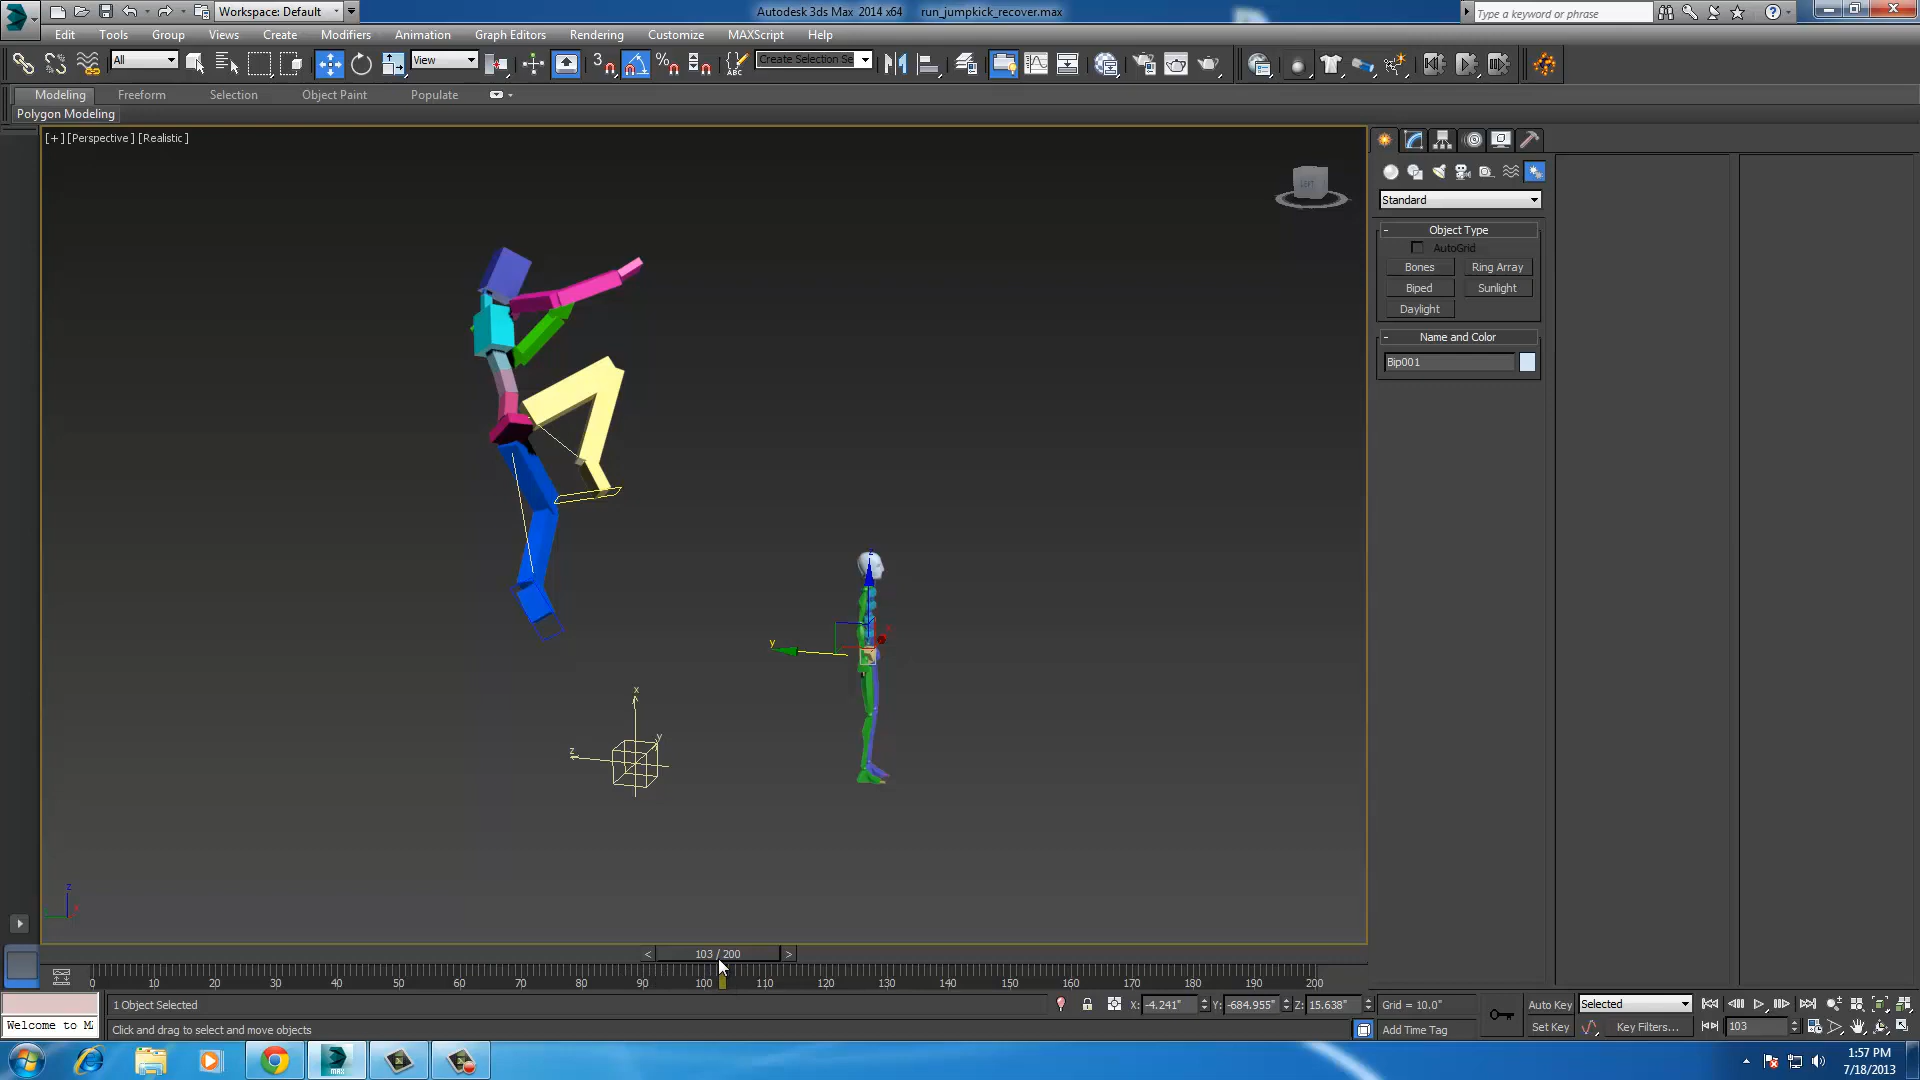 Workspace: Default
Autodesk 3ds Max 2014 x64 run_jumpkick_recover.max
Type a keyword or phrase
Edit Tools Group Views Create Modifiers Animation Graph Editors Rendering Customize MAXScript Help
All View Create Selection Se
Modeling Freeform Selection Object Paint Populate
Polygon Modeling
[+] [Perspective] [Realistic]
LEFT
Standard
- Object Type
AutoGrid
Bones Ring Array
Biped Sunlight
Daylight
- Name and Color
Bip001
z
y
x
x
y
z
z
x
< 103 / 200 >
0 10 20 30 40 50 60 70 80 90 100 110 120 130 140 150 160 170 180 190 200
1 Object Selected X: -4.241" Y: -684.955" Z: 15.638" Grid = 10.0" Auto Key Selected
Welcome to M
Click and drag to select and move objects Add Time Tag Set Key Key Filters... 103
1:57 PM
7/18/2013